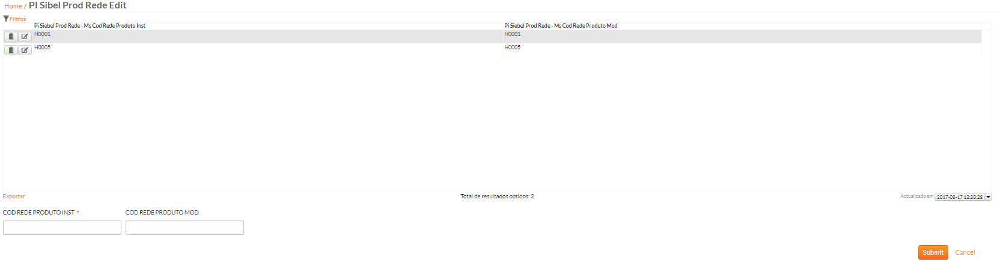 Home / PI Sibel Prod Rede Edit
Filtros
Pi Siebel Prod Rede - Ms Cod Rede Produto Inst Pi Siebel Prod Rede - Ms Cod Rede Produto Mod
H0001 H0001
H0005 H0005
Exportar Total de resultados obtidos: 2 Actualizado em 2017-08-17 13:30:28
COD REDE PRODUTO INST * COD REDE PRODUTO MOD
Submit Cancel